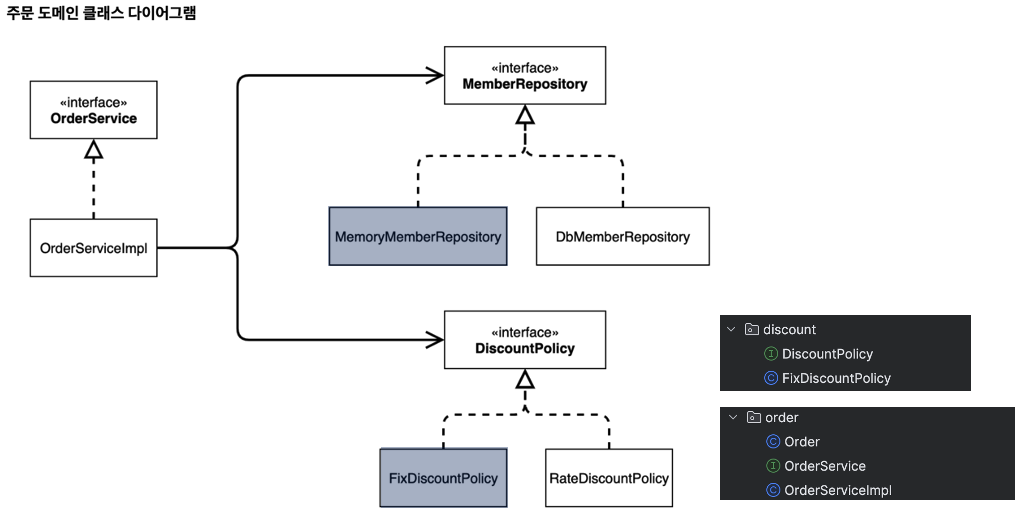 주문 도메인 클래스 다이어그램
«interface»
MemberRepository
«interface»
OrderService
OrderServiceImpl
MemoryMemberRepository
DbMemberRepository
«interface»
DiscountPolicy
FixDiscountPolicy
RateDiscountPolicy
discount
I DiscountPolicy
C FixDiscountPolicy
order
C Order
I OrderService
C OrderServiceImpl